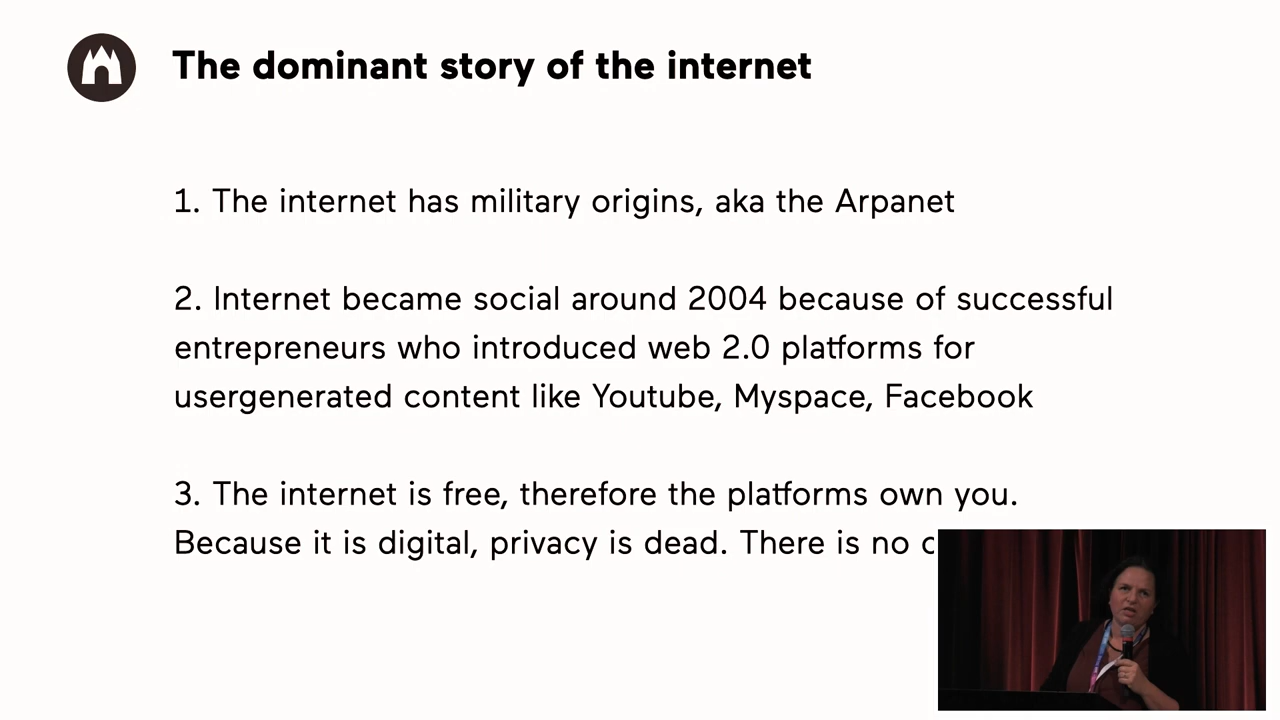 The dominant story of the internet
1. The internet has military origins, aka the Arpanet
2. Internet became social around 2004 because of successful
entrepreneurs who introduced web 2.0 platforms for
usergenerated content like Youtube, Myspace, Facebook
3. The internet is free, therefore the platforms own you.
Because it is digital, privacy is dead. There is no